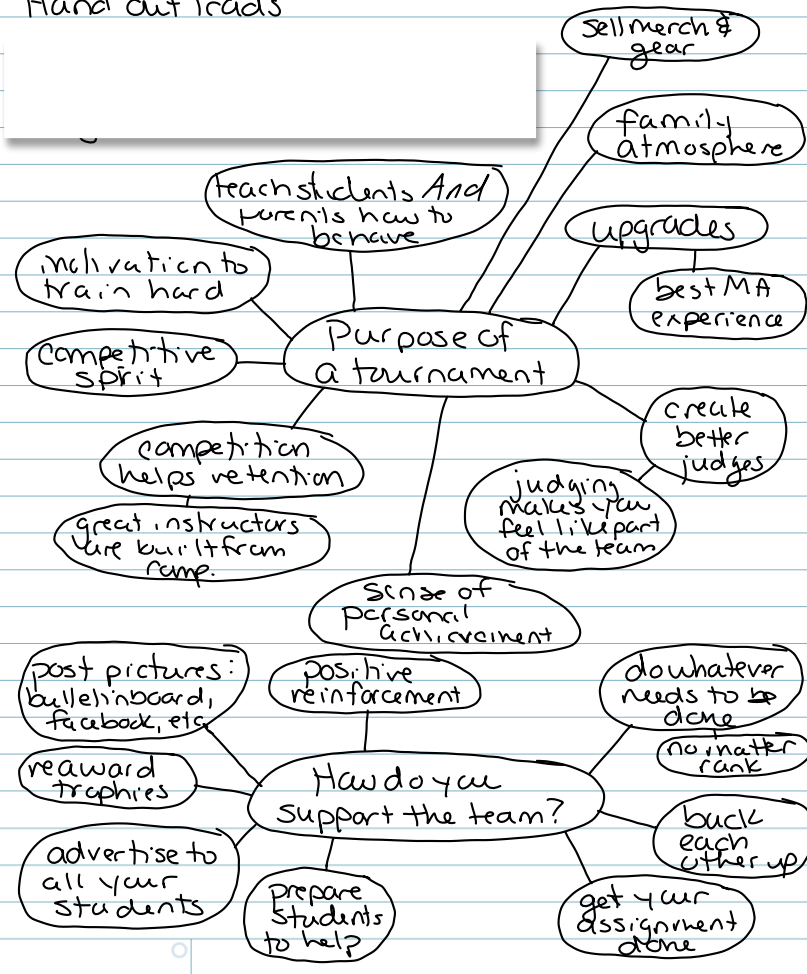 Hand out
sell merch &
gear
family
atmosphere
teach students And
parents how to
behave
upgrades
best MA
experience
motivation to
train hard
Purpose of
a tournament
competitive
spirit
create
better
judges
competition
helps retention
judging
makes you
feel like part
of the team
great instructors
are built from
comp.
sense of
personal
achievement
post pictures:
bulletinboard,
facebook, etc
positive
reinforcement
do whatever
needs to be
done
no matter
rank
reaward
trophies
How do you
support the team?
back
each
other up
advertise to
all your
students
prepare
students
to help
get your
assignment
done